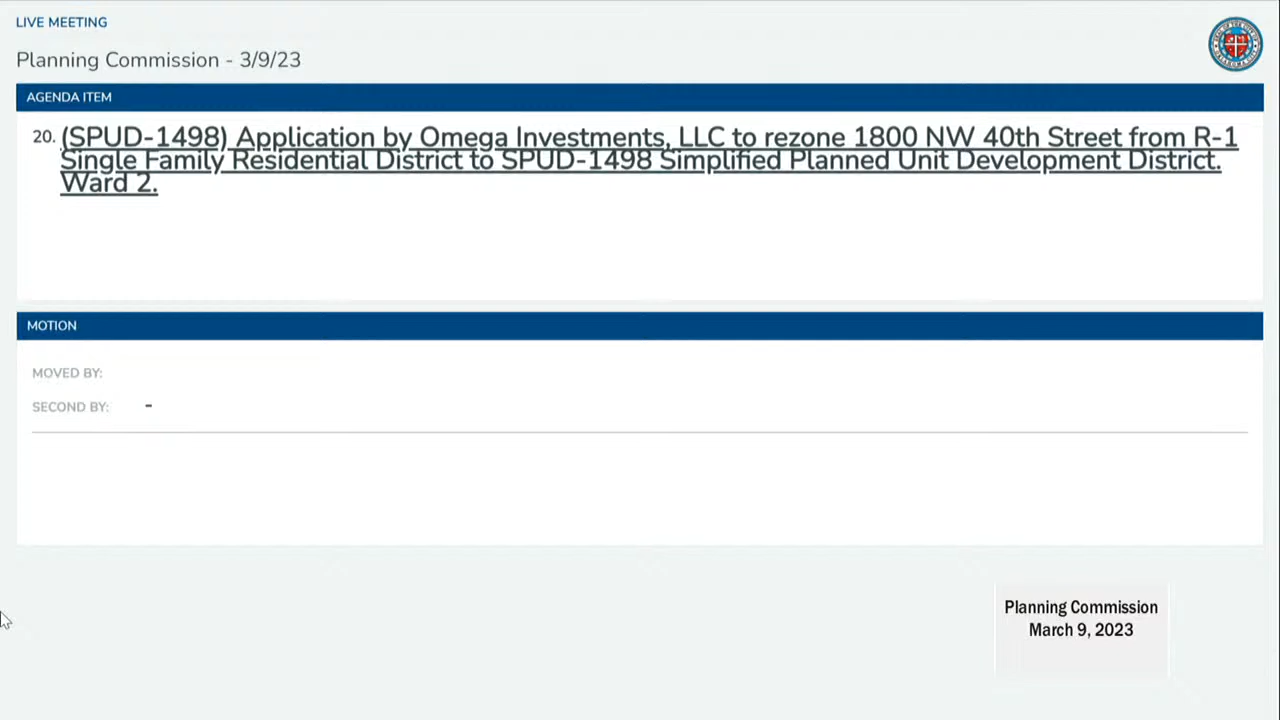 LIVE MEETING
Planning Commission - 3/9/23
AGENDA ITEM
20. (SPUD-1498) Application by Omega Investments, LLC to rezone 1800 NW 40th Street from R-1
Single Family Residential District to SPUD-1498 Simplified Planned Unit Development District.
Ward 2.
MOTION
MOVED BY:
SECOND BY: -
Planning Commission
March 9, 2023